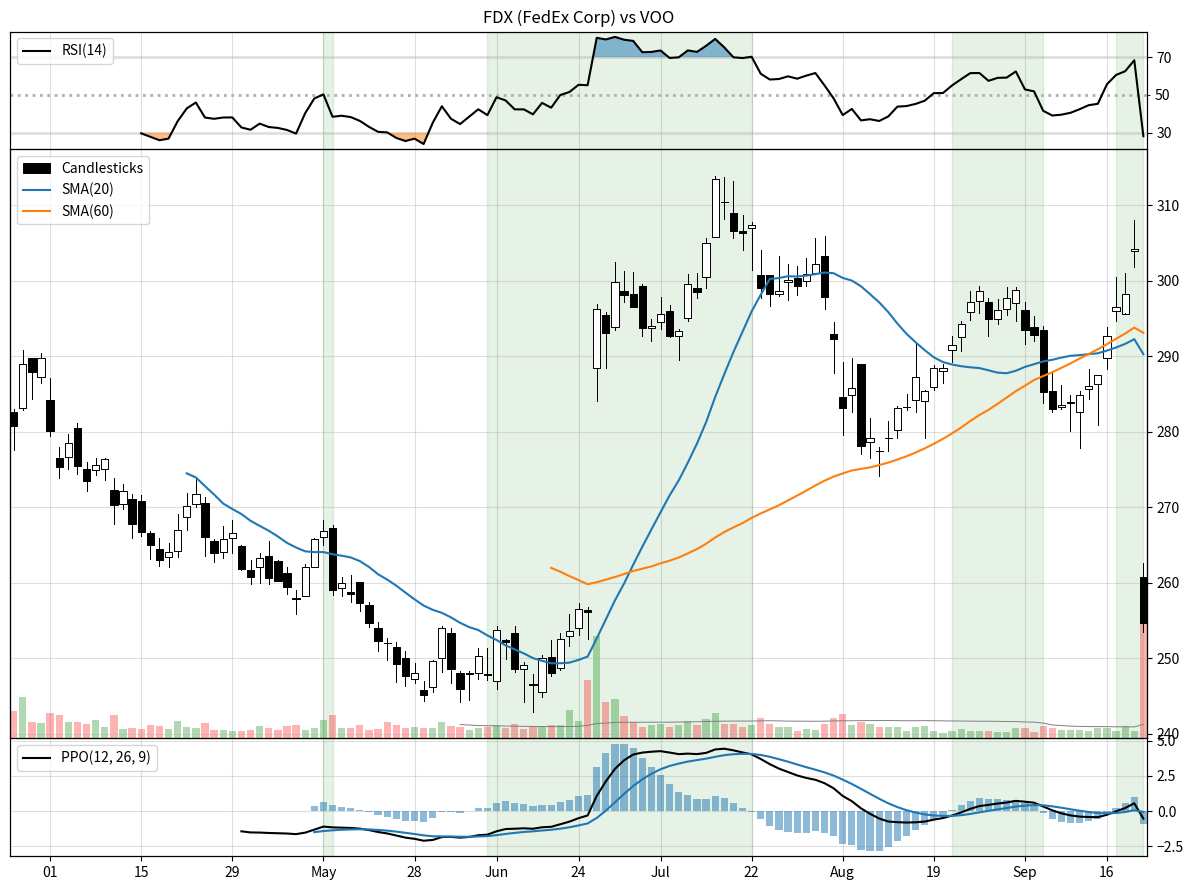 FDX (FedEx Corp) vs VOO
RSI(14)
70
50
30
Candlesticks
SMA(20)
SMA(60)
310
300
290
280
270
260
250
240
5.0
PPO(12, 26, 9)
2.5
0.0
−2.5
01 15 29 May 28 Jun 24 Jul 22 Aug 19 Sep 16